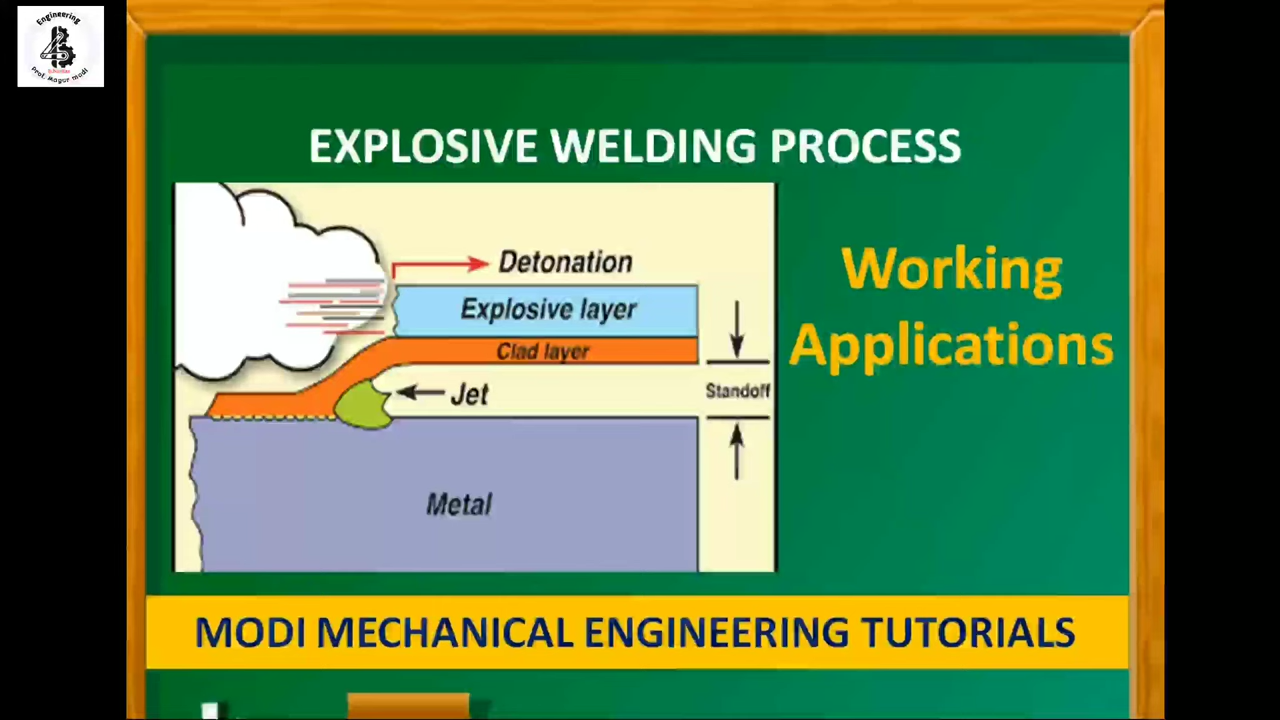 Engineering
Prof. Mayur modi
EXPLOSIVE WELDING PROCESS
Detonation
Explosive layer
Clad layer
Jet
Standoff
Metal
Working
Applications
MODI MECHANICAL ENGINEERING TUTORIALS